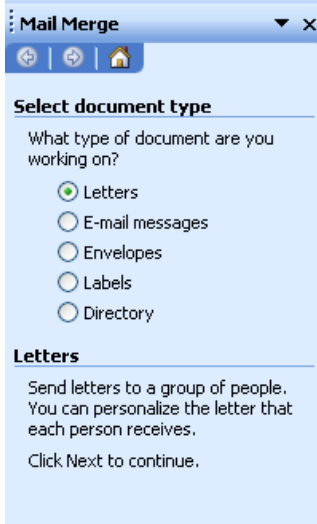 Mail Merge
Select document type
What type of document are you
working on?
Letters
E-mail messages
Envelopes
Labels
Directory
Letters
Send letters to a group of people.
You can personalize the letter that
each person receives.
Click Next to continue.